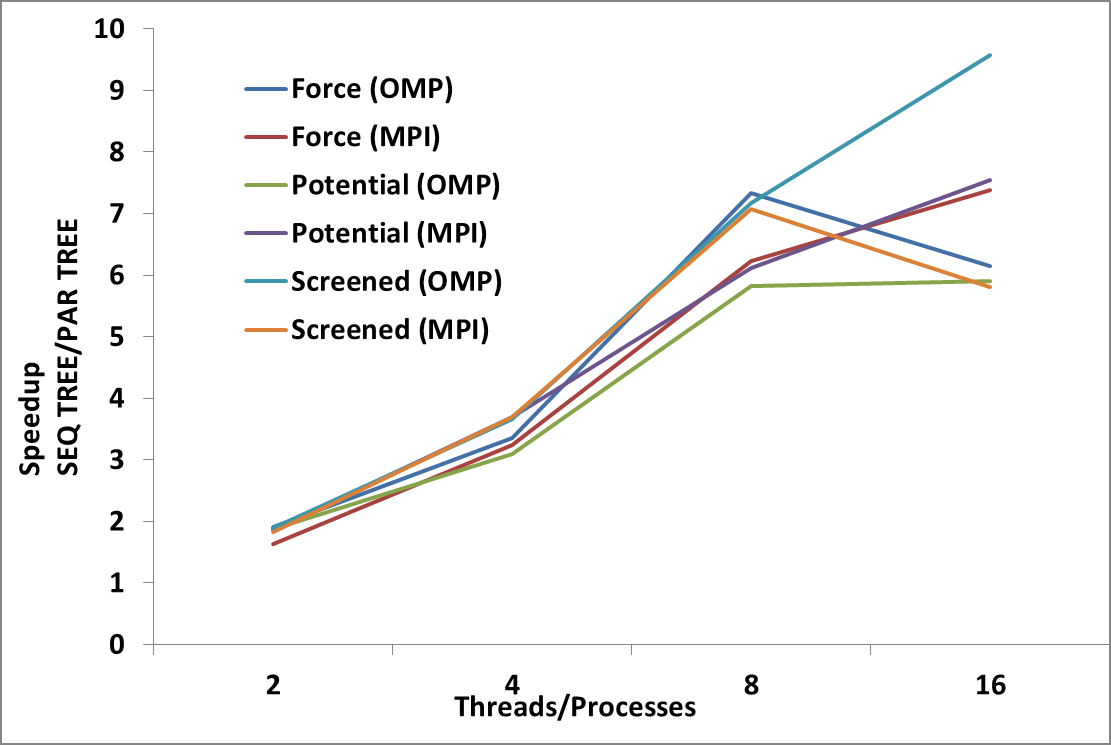 10
9
8
7
6
5
4
3
2
1
0
Speedup
SEQ TREE/PAR TREE
Force (OMP)
Force (MPI)
Potential (OMP)
Potential (MPI)
Screened (OMP)
Screened (MPI)
2 4 8 16
Threads/Processes